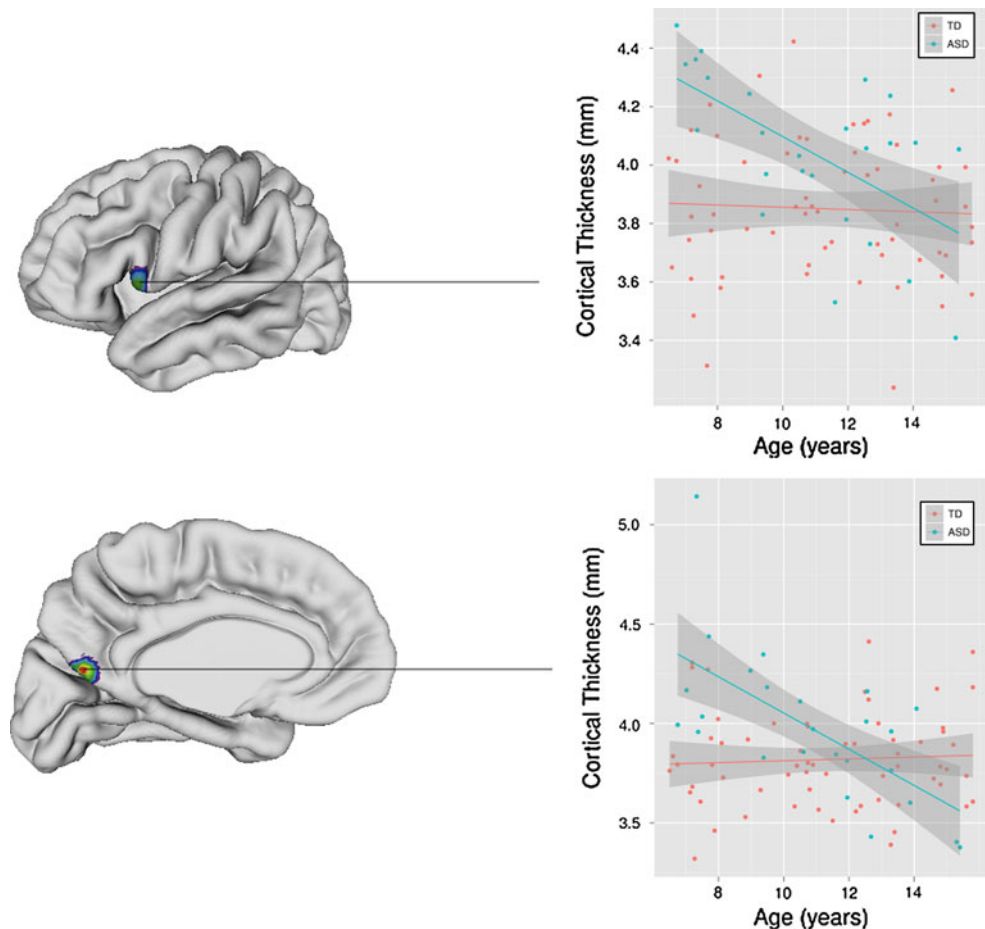 TD
ASD
4.4
4.2
4.0
3.8
3.6
3.4
Cortical Thickness (mm)
8 10 12 14
Age (years)
TD
ASD
5.0
4.5
4.0
3.5
Cortical Thickness (mm)
8 10 12 14
Age (years)